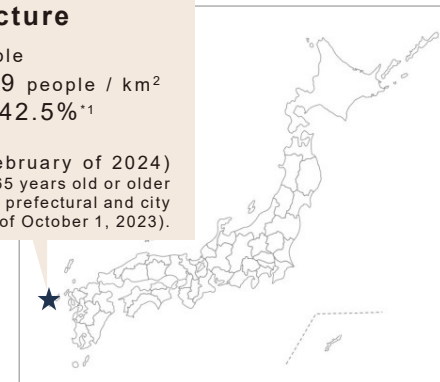 cture
ple
9 people / km²
42.5%*1
ebruary of 2024)
65 years old or older
prefectural and city
of October 1, 2023).